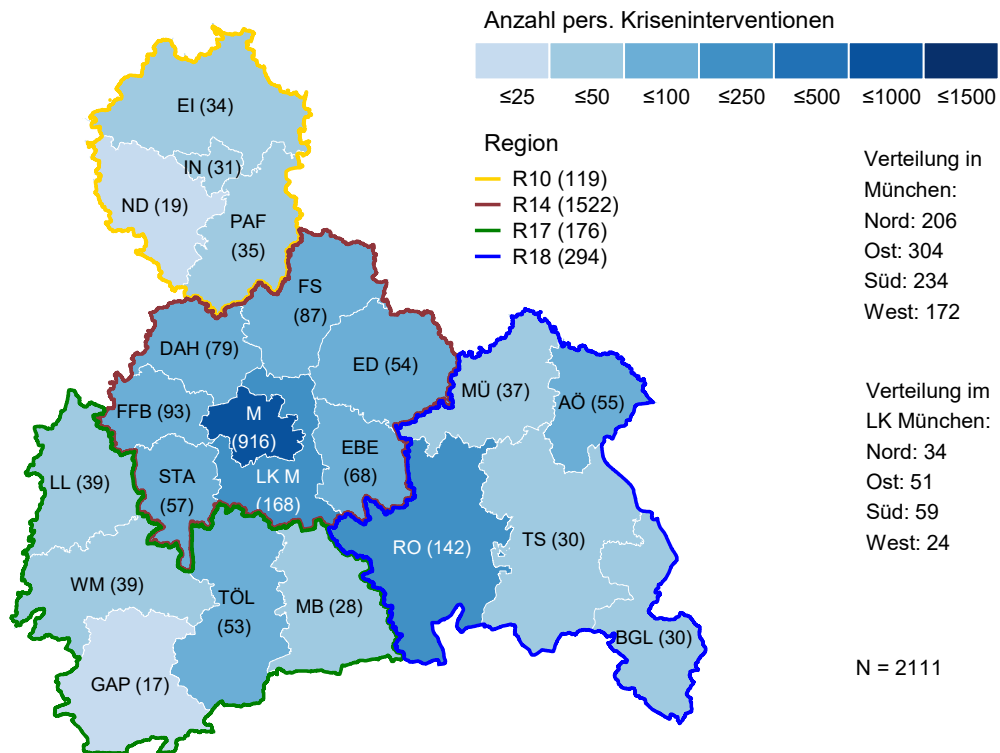 Anzahl pers. Kriseninterventionen
≤25 ≤50 ≤100 ≤250 ≤500 ≤1000 ≤1500
Region
R10 (119)
R14 (1522)
R17 (176)
R18 (294)
Verteilung in
München:
Nord: 206
Ost: 304
Süd: 234
West: 172
Verteilung im
LK München:
Nord: 34
Ost: 51
Süd: 59
West: 24
N = 2111
EI (34)
IN (31)
ND (19)
PAF
(35)
FS
(87)
DAH (79)
ED (54)
MÜ (37)
AÖ (55)
FFB (93)
M
(916)
EBE
(68)
LL (39)
STA
(57)
LK M
(168)
RO (142)
TS (30)
WM (39)
TÖL
(53)
MB (28)
BGL (30)
GAP (17)